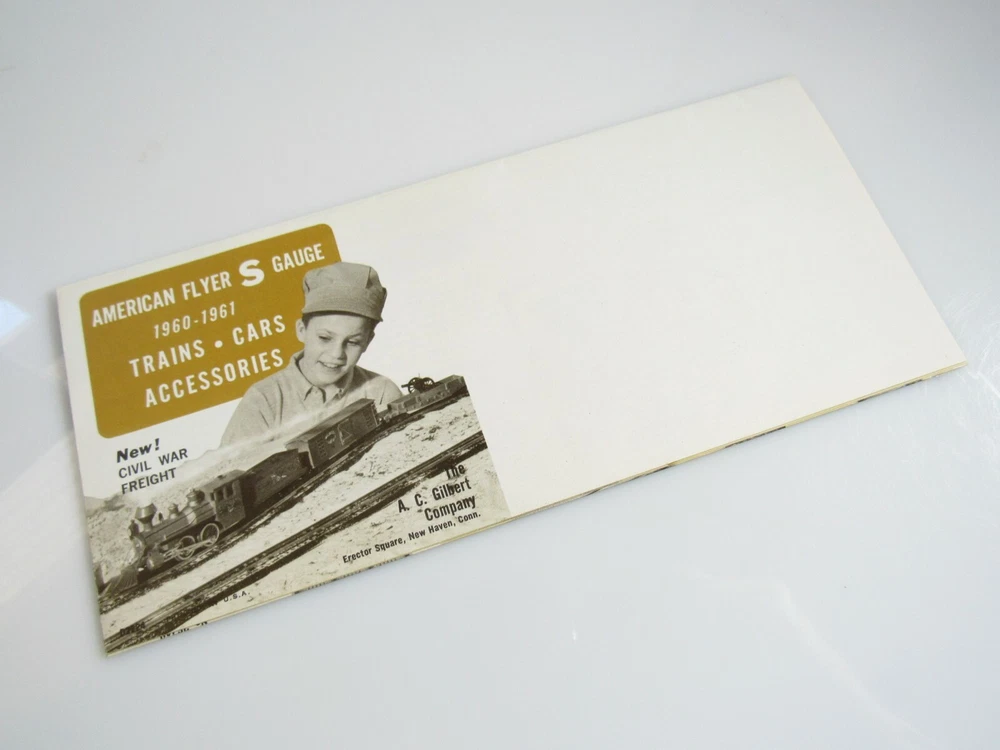 AMERICAN FLYER S GAUGE
1960-1961
TRAINS • CARS
ACCESSORIES
New!
CIVIL WAR
FREIGHT
The
A. C. Gilbert
Company
Erector Square, New Haven, Conn.
U.S.A.